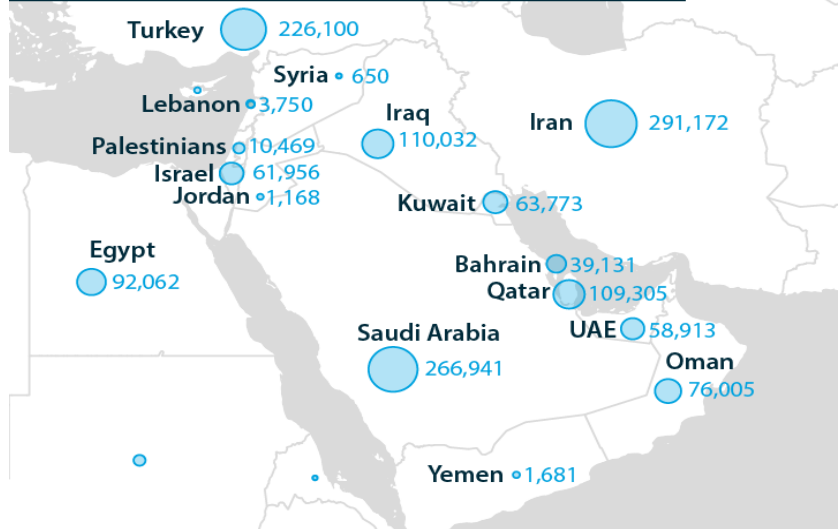 Turkey 226,100
Syria 650
Lebanon 3,750
Iraq
110,032
Iran 291,172
Palestinians 10,469
Israel 61,956
Jordan 1,168
Kuwait 63,773
Egypt
92,062
Bahrain 39,131
Qatar 109,305
UAE 58,913
Saudi Arabia
266,941
Oman
76,005
Yemen 1,681